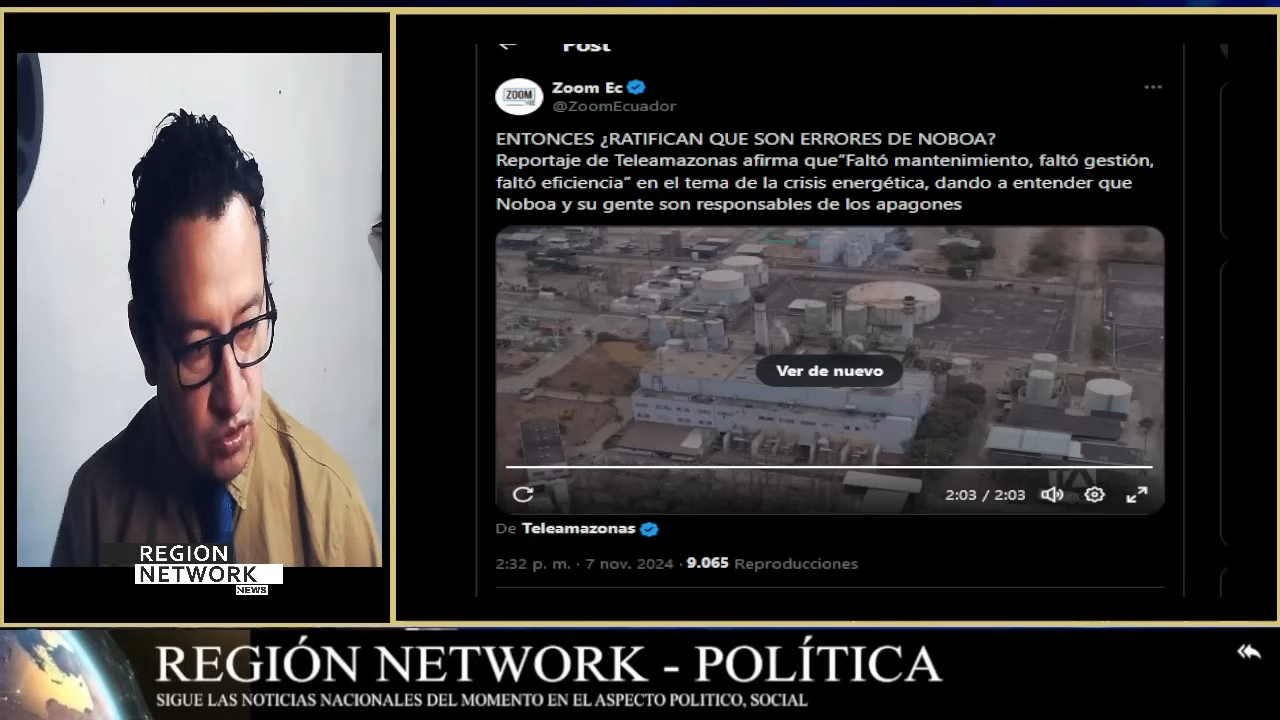 Post
ZOOM
Zoom Ec
@ZoomEcuador
ENTONCES ¿RATIFICAN QUE SON ERRORES DE NOBOA?
Reportaje de Teleamazonas afirma que"Faltó mantenimiento, faltó gestión,
faltó eficiencia" en el tema de la crisis energética, dando a entender que
Noboa y su gente son responsables de los apagones
Ver de nuevo
2:03 / 2:03
De Teleamazonas
2:32 p. m. · 7 nov. 2024 · 9.065 Reproducciones
REGION
NETWORK
NEWS
REGIÓN NETWORK - POLÍTICA
SIGUE LAS NOTICIAS NACIONALES DEL MOMENTO EN EL ASPECTO POLITICO, SOCIAL